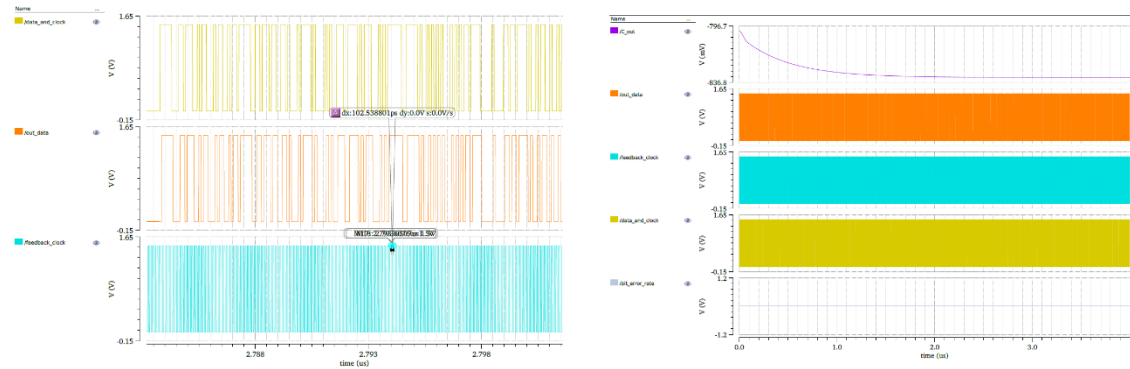 Name ...
1.65
/data_and_clock
V (V)
-0.15
dx:102.538801ps dy:0.0V s:0.0V/s
1.65
/out_data
V (V)
-0.15
1.65
/feedback_clock
V (V)
-0.15
2.788 2.793 2.798
time (us)
Name ...
-796.7
V (mV)
-836.8
1.65
/out_data
V (V)
-0.15
1.65
/feedback_clock
V (V)
-0.15
1.65
/data_and_clock
V (V)
-0.15
1.2
/bit_error_rate
V (V)
-1.2
0.0 1.0 2.0 3.0
time (us)